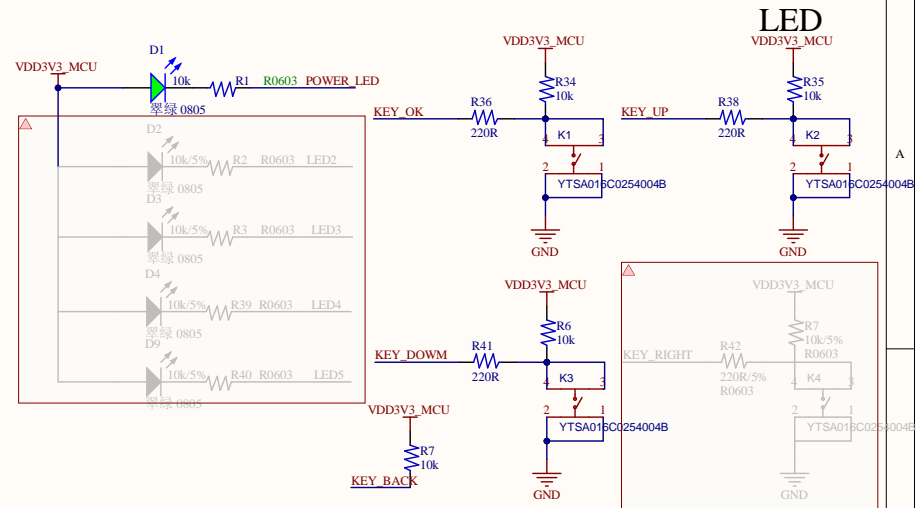 LED
D1
VDD3V3_MCU
10k
R1
R0603
POWER_LED
翠绿 0805
D2
10k/5%
R2
R0603
LED2
翠绿 0805
D3
10k/5%
R3
R0603
LED3
翠绿 0805
D4
10k/5%
R39
R0603
LED4
翠绿 0805
D9
10k/5%
R40
R0603
LED5
翠绿 0805
VDD3V3_MCU
R34
10k
KEY_OK
R36
220R
4
K1
3
2
1
YTSA016C0254004B
GND
VDD3V3_MCU
R35
10k
KEY_UP
R38
220R
4
K2
3
2
1
YTSA016C0254004B
GND
A
VDD3V3_MCU
R6
10k
KEY_DOWM
R41
220R
4
K3
3
2
1
YTSA016C0254004B
GND
VDD3V3_MCU
R7
10k/5%
R0603
KEY_RIGHT
R42
220R/5%
R0603
4
K4
3
2
1
YTSA016C0254004B
GND
VDD3V3_MCU
R7
10k
KEY_BACK